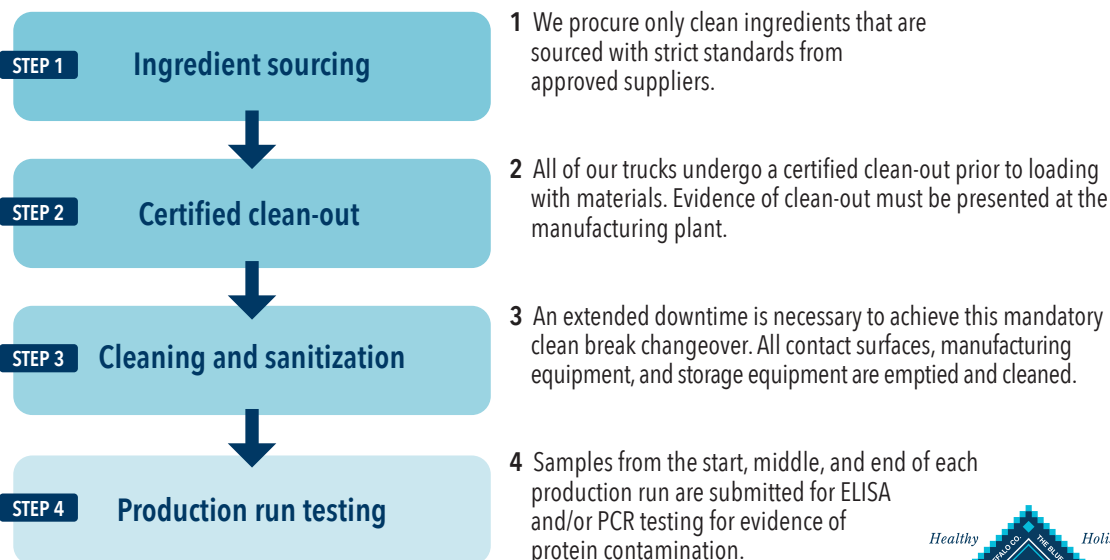 STEP 1
Ingredient sourcing
1 We procure only clean ingredients that are
sourced with strict standards from
approved suppliers.
STEP 2
Certified clean-out
2 All of our trucks undergo a certified clean-out prior to loading
with materials. Evidence of clean-out must be presented at the
manufacturing plant.
STEP 3
Cleaning and sanitization
3 An extended downtime is necessary to achieve this mandatory
clean break changeover. All contact surfaces, manufacturing
equipment, and storage equipment are emptied and cleaned.
STEP 4
Production run testing
4 Samples from the start, middle, and end of each
production run are submitted for ELISA
and/or PCR testing for evidence of
protein contamination.
Healthy
THE BLUE